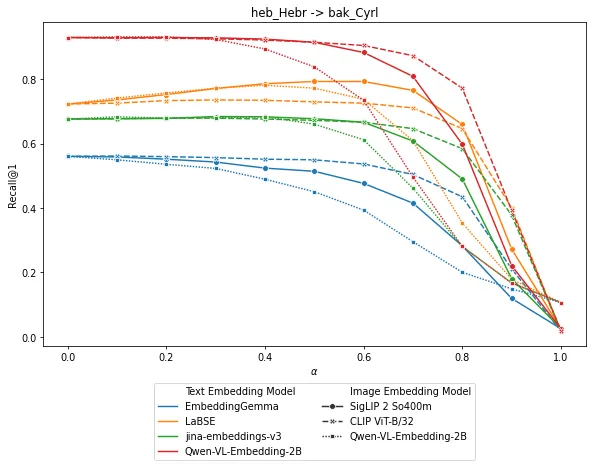 heb_Hebr -> bak_Cyrl
Recall@1
0.8
0.6
0.4
0.2
0.0
0.0 0.2 0.4 0.6 0.8 1.0
α
Text Embedding Model Image Embedding Model
EmbeddingGemma SigLIP 2 So400m
LaBSE CLIP ViT-B/32
jina-embeddings-v3 Qwen-VL-Embedding-2B
Qwen-VL-Embedding-2B